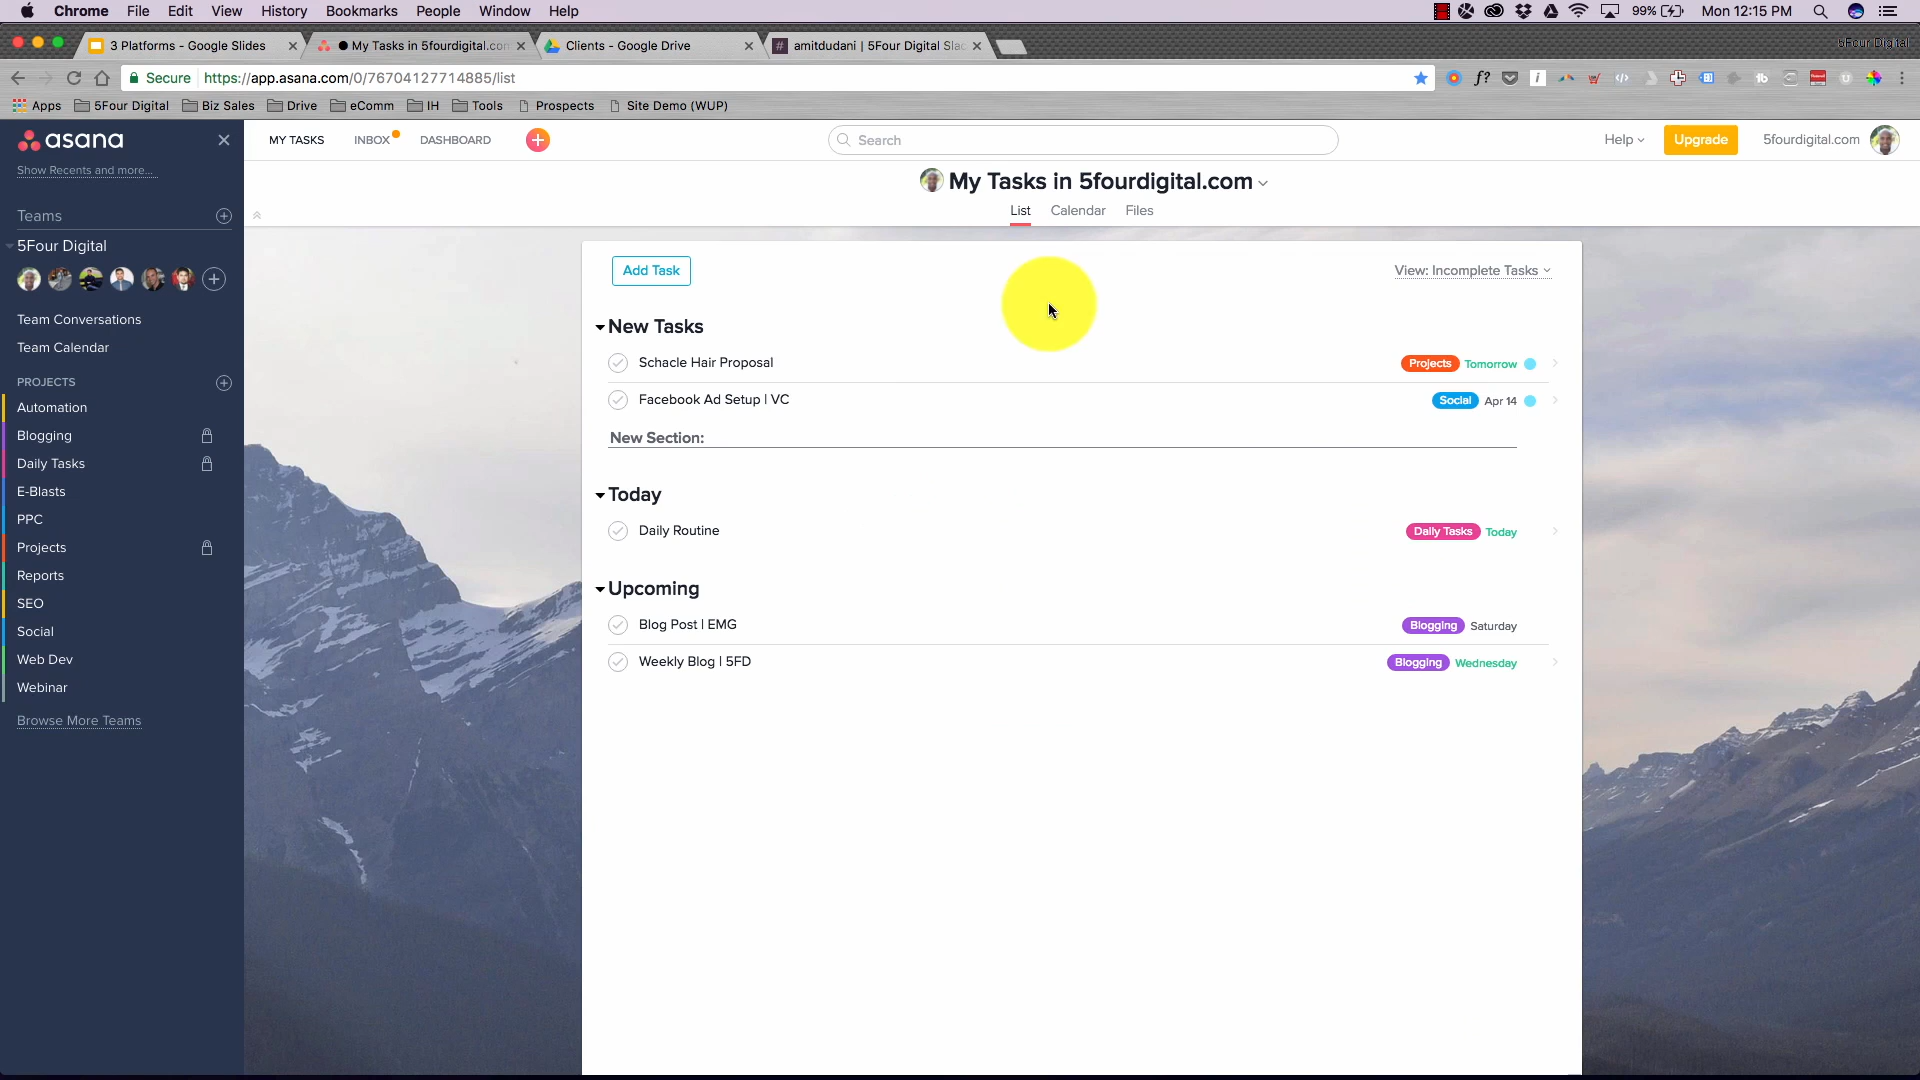 Chrome File Edit View History Bookmarks People Window Help 99% Mon 12:15 PM
3 Platforms - Google Slides My Tasks in 5fourdigital.com Clients - Google Drive amitdudani | 5Four Digital Slac 5Four Digital
Secure https://app.asana.com/0/76704127714885/list f?
Apps 5Four Digital Biz Sales Drive eComm IH Tools Prospects Site Demo (WUP)
asana MY TASKS INBOX DASHBOARD Search Help Upgrade 5fourdigital.com
Show Recents and more...
My Tasks in 5fourdigital.com
List Calendar Files
Teams
5Four Digital
Team Conversations
Team Calendar
PROJECTS
Automation
Blogging
Daily Tasks
E-Blasts
PPC
Projects
Reports
SEO
Social
Web Dev
Webinar
Browse More Teams
Add Task View: Incomplete Tasks
New Tasks
Schacle Hair Proposal Projects Tomorrow
Facebook Ad Setup | VC Social Apr 14
New Section:
Today
Daily Routine Daily Tasks Today
Upcoming
Blog Post | EMG Blogging Saturday
Weekly Blog | 5FD Blogging Wednesday